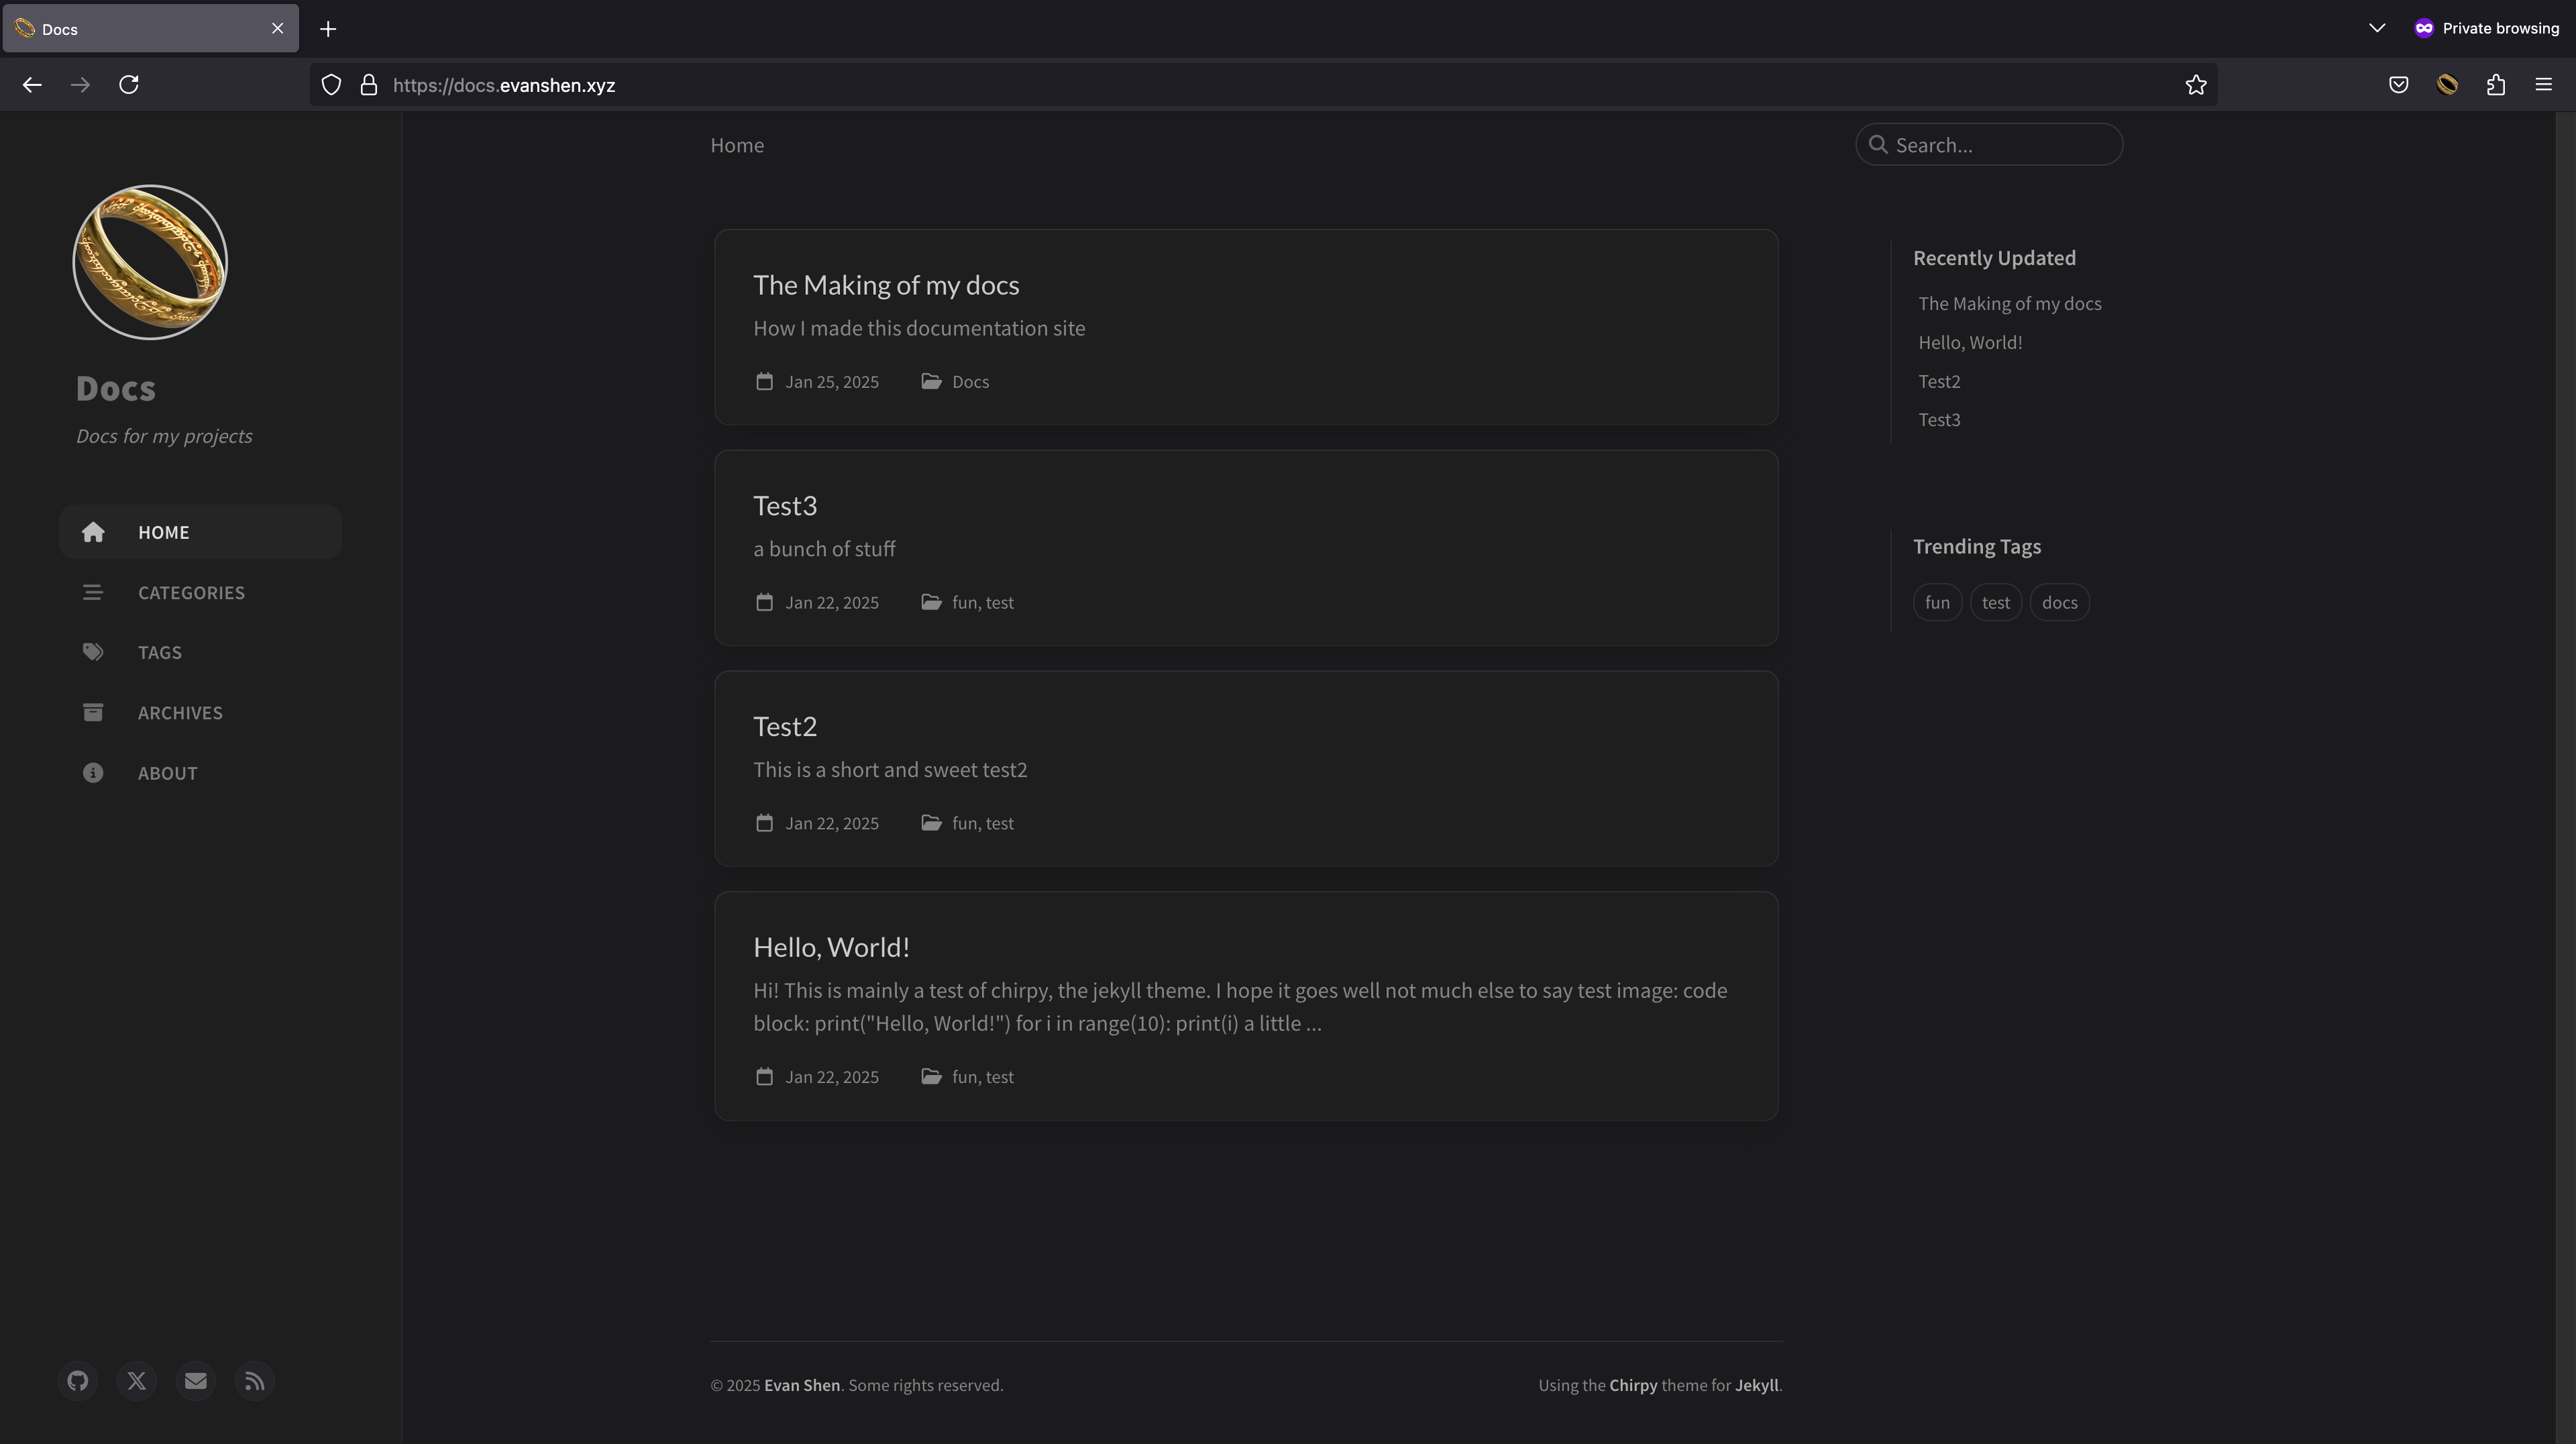 Docs
Private browsing
https://docs.evanshen.xyz
Docs
Docs for my projects
HOME
CATEGORIES
TAGS
ARCHIVES
ABOUT
Home
The Making of my docs
How I made this documentation site
Jan 25, 2025 Docs
Test3
a bunch of stuff
Jan 22, 2025 fun, test
Test2
This is a short and sweet test2
Jan 22, 2025 fun, test
Hello, World!
Hi! This is mainly a test of chirpy, the jekyll theme. I hope it goes well not much else to say test image: code
block: print("Hello, World!") for i in range(10): print(i) a little ...
Jan 22, 2025 fun, test
Search...
Recently Updated
The Making of my docs
Hello, World!
Test2
Test3
Trending Tags
fun test docs
© 2025 Evan Shen. Some rights reserved.
Using the Chirpy theme for Jekyll.